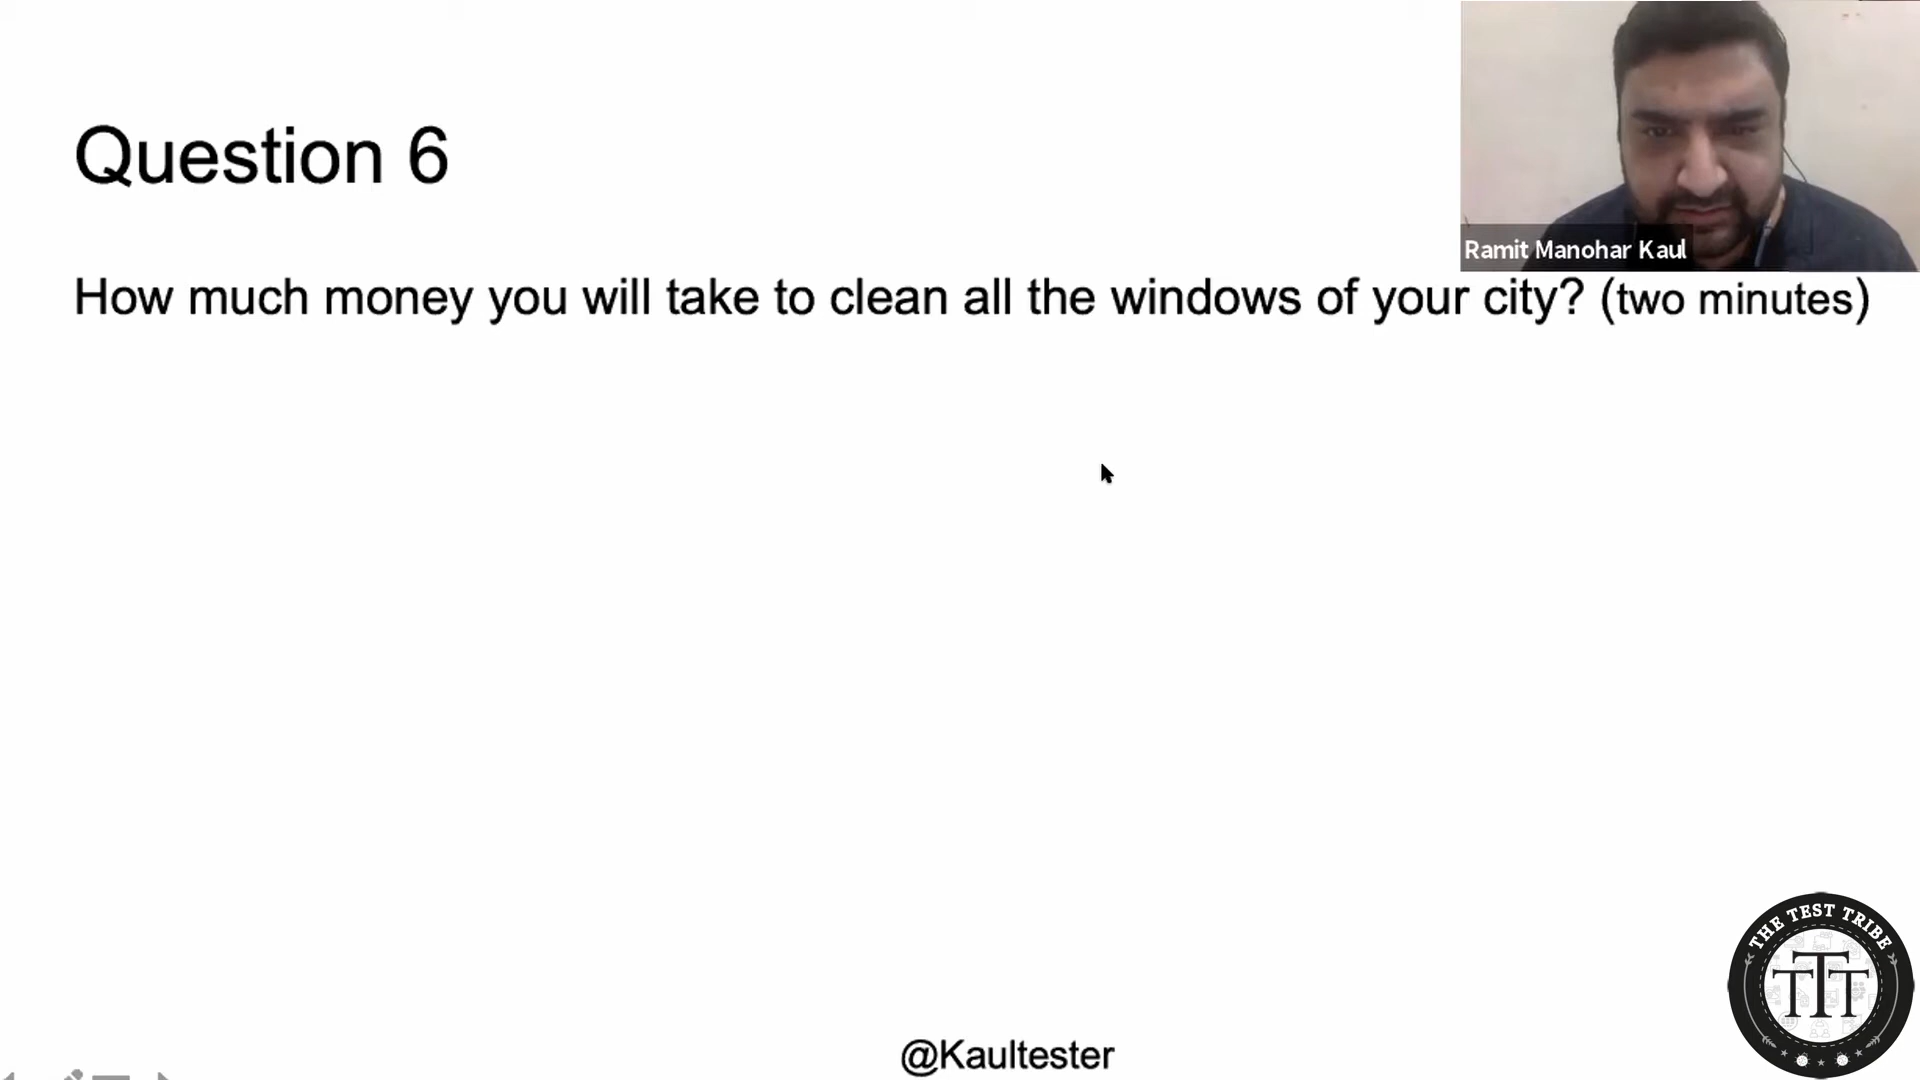 Question 6
Ramit Manohar Kaul
How much money you will take to clean all the windows of your city? (two minutes)
THE TEST TRIBE
TTT
@Kaultester